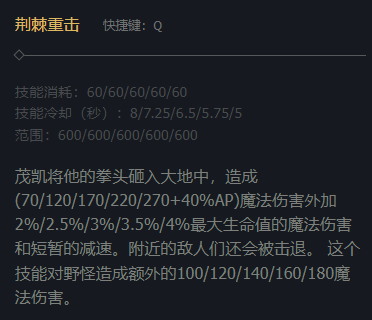 荆棘重击 快捷键：Q
技能消耗：60/60/60/60/60
技能冷却（秒）：8/7.25/6.5/5.75/5
范围：600/600/600/600/600
茂凯将他的拳头砸入大地中，造成
(70/120/170/220/270+40%AP)魔法伤害外加
2%/2.5%/3%/3.5%/4%最大生命值的魔法伤害
和短暂的减速。附近的敌人们还会被击退。 这个
技能对野怪造成额外的100/120/140/160/180魔
法伤害。